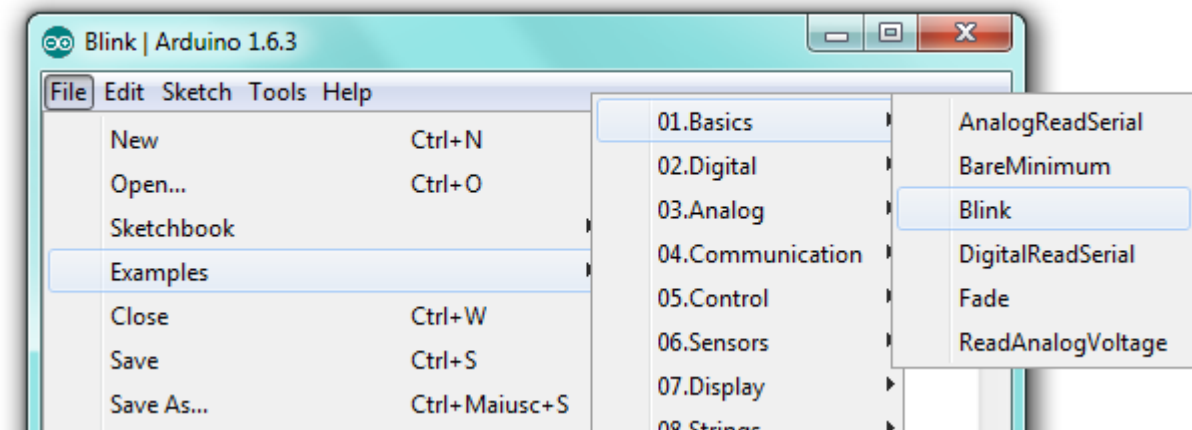 Blink | Arduino 1.6.3
File Edit Sketch Tools Help
New Ctrl+N
Open... Ctrl+O
Sketchbook
Examples
Close Ctrl+W
Save Ctrl+S
Save As... Ctrl+Maiusc+S
01.Basics
02.Digital
03.Analog
04.Communication
05.Control
06.Sensors
07.Display
08.Strings
AnalogReadSerial
BareMinimum
Blink
DigitalReadSerial
Fade
ReadAnalogVoltage